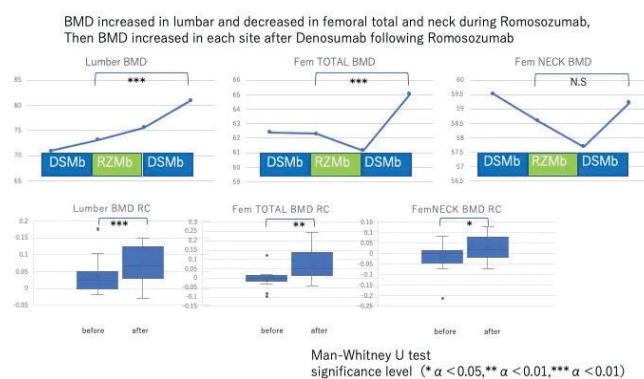 BMD increased in lumbar and decreased in femoral total and neck during Romosozumab,
Then BMD increased in each site after Denosumab following Romosozumab
Lumber BMD
Fem TOTAL BMD
Fem NECK BMD
***
***
N.S
85
80
75
70
65
DSMb RZMb DSMb
66
65
64
63
62
61
60
59
DSMb RZMb DSMb
60
59.5
59
58.5
58
57.5
57
56.5
DSMb RZMb DSMb
Lumber BMD RC
Fem TOTAL BMD RC
FemNECK BMD RC
***
**
*
0.2
0.15
0.1
0.05
0
-0.05
before
after
0.3
0.25
0.2
0.15
0.1
0.05
0
-0.05
-0.1
-0.15
before
after
0.15
0.1
0.05
0
-0.05
-0.1
-0.15
-0.2
-0.25
before
after
Man-Whitney U test
significance level (* α<0.05,** α<0.01,*** α<0.01)